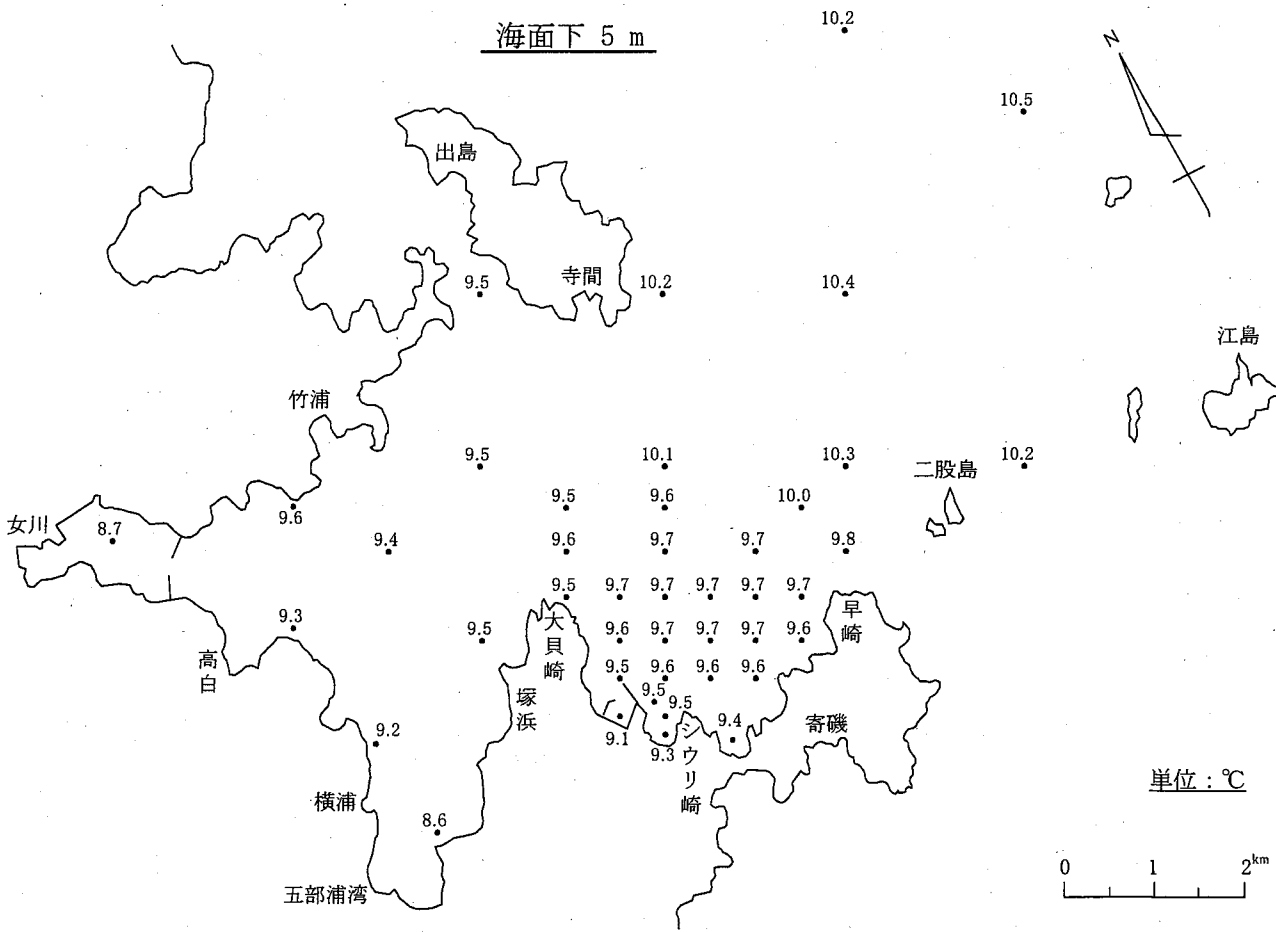 海面下 5 m
10.2
N
10.5
出島
寺間
9.5
10.2
10.4
江島
竹浦
9.5
10.1
10.3
二股島
10.2
9.5
9.6
10.0
女川
8.7
9.6
9.4
9.6
9.7
9.7
9.8
9.5
9.7
9.7
9.7
9.7
9.7
9.3
9.5
大貝崎
9.6
9.7
9.7
9.7
9.6
早崎
高白
9.5
9.6
9.6
9.6
塚浜
9.5
9.5
9.1
9.3
シウリ崎
9.4
寄磯
9.2
単位：℃
横浦
8.6
五部浦湾
0 1 2km